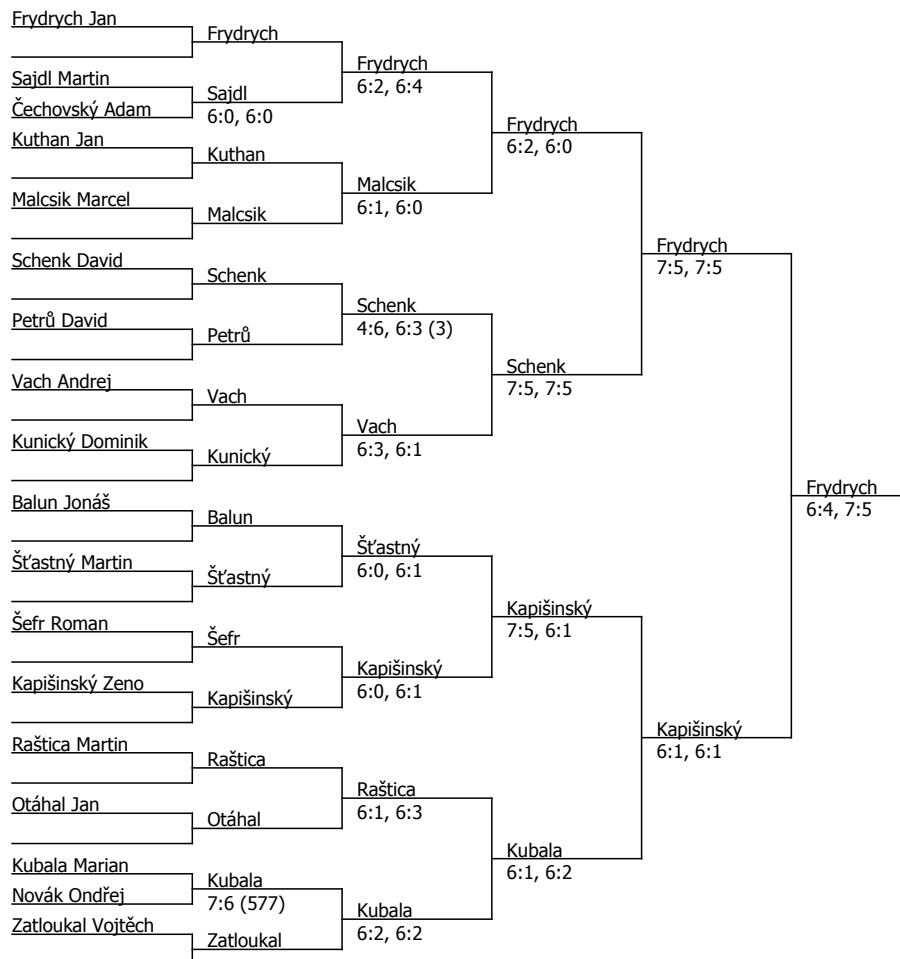 Frydrych Jan
Frydrych
Frydrych
6:2, 6:4
Sajdl Martin
Sajdl
Čechovský Adam
6:0, 6:0
Frydrych
6:2, 6:0
Kuthan Jan
Kuthan
Malcsik
6:1, 6:0
Malcsik Marcel
Malcsik
Frydrych
7:5, 7:5
Schenk David
Schenk
Schenk
4:6, 6:3 (3)
Petrů David
Petrů
Schenk
7:5, 7:5
Vach Andrej
Vach
Vach
6:3, 6:1
Kunický Dominik
Kunický
Frydrych
6:4, 7:5
Balun Jonáš
Balun
Šťastný
6:0, 6:1
Šťastný Martin
Šťastný
Kapišinský
7:5, 6:1
Šefr Roman
Šefr
Kapišinský
6:0, 6:1
Kapišinský Zeno
Kapišinský
Kapišinský
6:1, 6:1
Raštica Martin
Raštica
Raštica
6:1, 6:3
Otáhal Jan
Otáhal
Kubala
6:1, 6:2
Kubala Marian
Kubala
Novák Ondřej
7:6 (577)
Kubala
6:2, 6:2
Zatloukal Vojtěch
Zatloukal